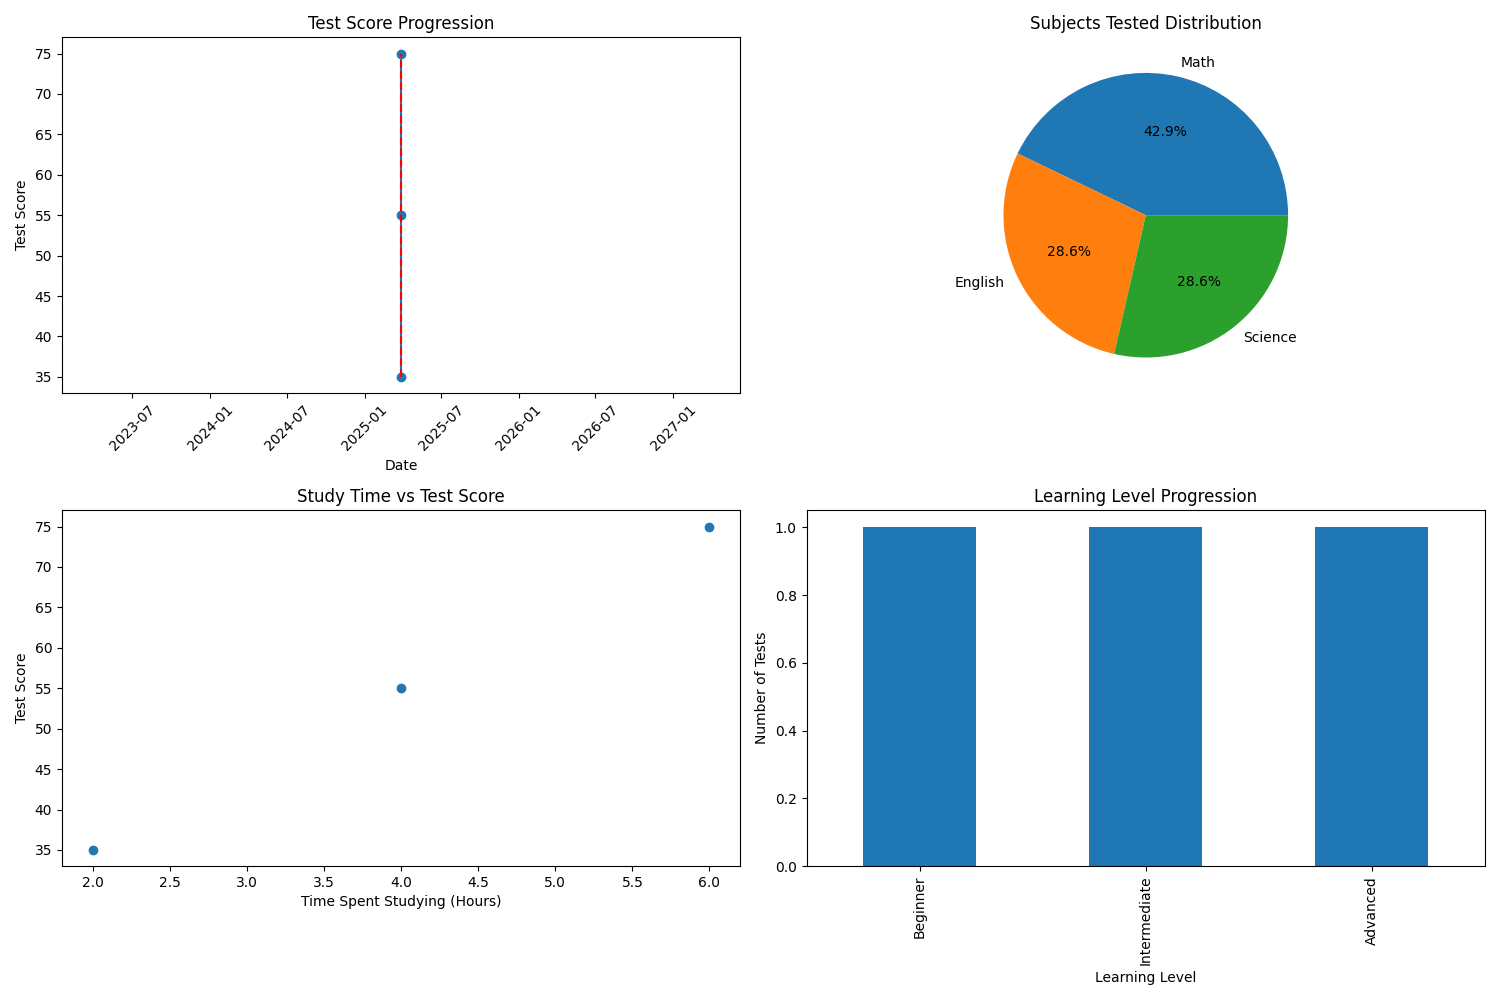 Test Score Progression
Test Score
75
70
65
60
55
50
45
40
35
2023-07
2024-01
2024-07
2025-01
2025-07
2026-01
2026-07
2027-01
Date
Subjects Tested Distribution
Math
42.9%
28.6%
English
28.6%
Science
Study Time vs Test Score
Test Score
75
70
65
60
55
50
45
40
35
2.0
2.5
3.0
3.5
4.0
4.5
5.0
5.5
6.0
Time Spent Studying (Hours)
Learning Level Progression
Number of Tests
1.0
0.8
0.6
0.4
0.2
0.0
Beginner
Intermediate
Advanced
Learning Level